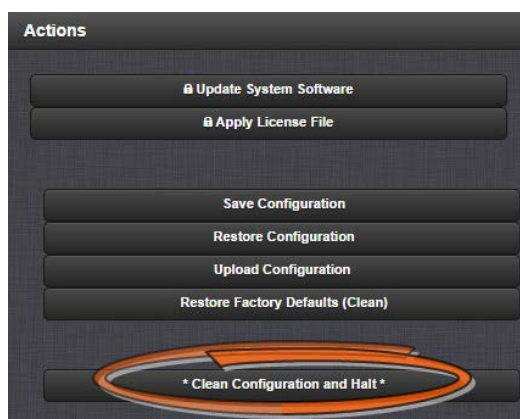 Actions
Update System Software
Apply License File
Save Configuration
Restore Configuration
Upload Configuration
Restore Factory Defaults (Clean)
* Clean Configuration and Halt *